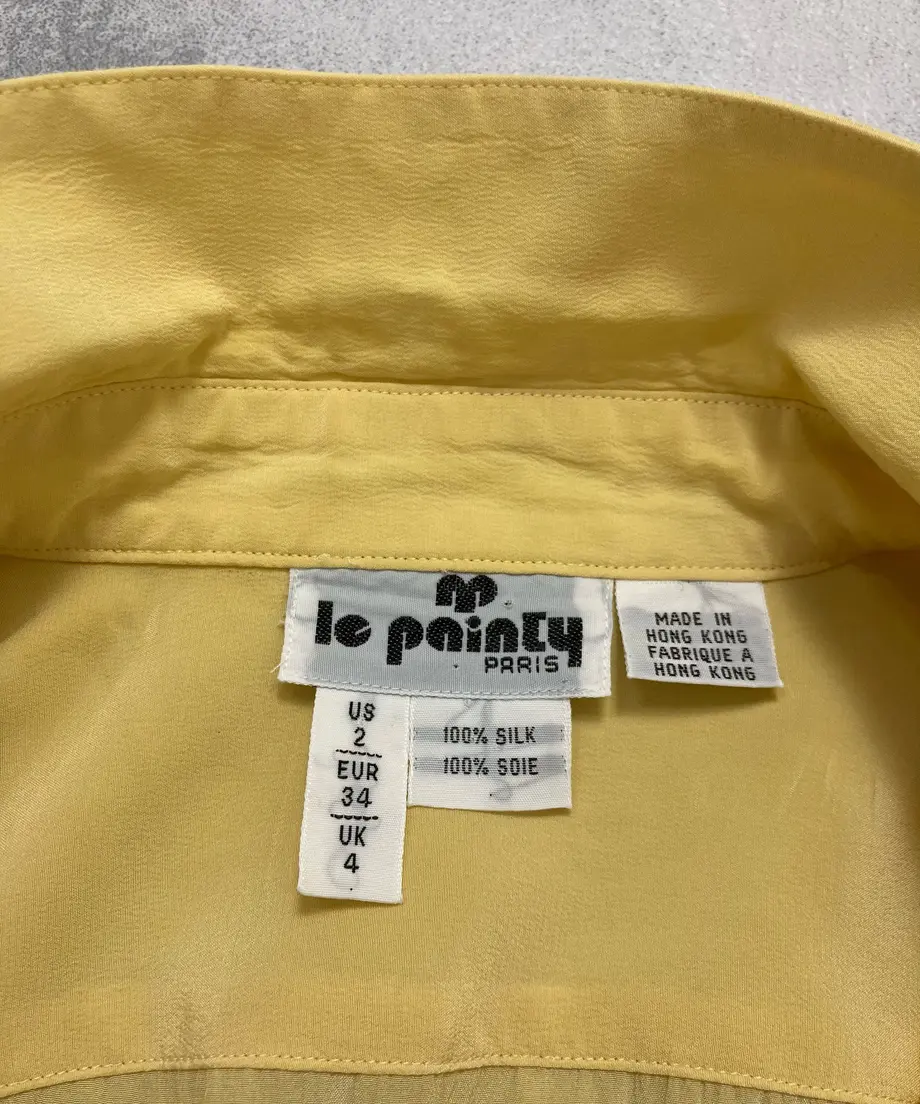 le painty
PARIS
MADE IN
HONG KONG
FABRIQUE A
HONG KONG
US
2
EUR
34
UK
4
100% SILK
100% SOIE